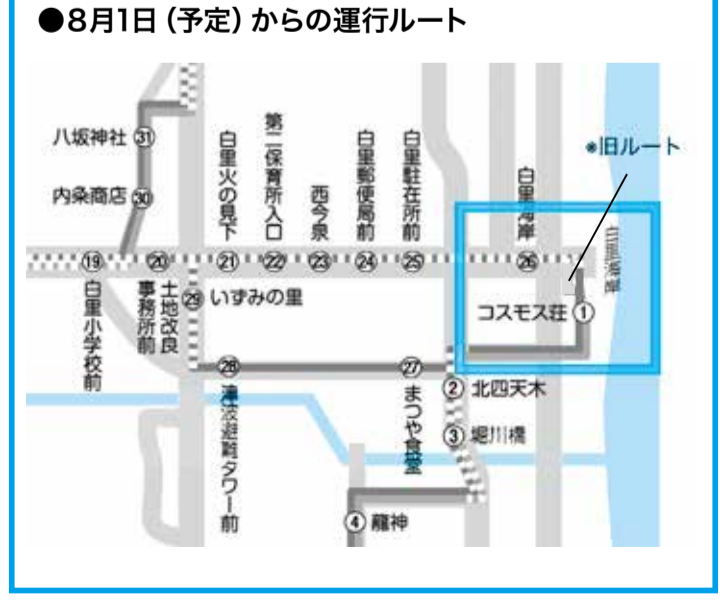 ●8月1日（予定）からの運行ルート
八坂神社 ㉛
内粂商店 ㉚
白里火の見下
第二保育所入口
西今泉
白里郵便局前
白里駐在所前
白里海岸
※旧ルート
⑲
⑳
㉑
㉒
㉓
㉔
㉕
㉖
白里小学校前
土地改良
事務所前
㉙ いずみの里
コスモス荘 ①
㉘
津波避難タワー前
㉗
まつや食堂
② 北四天木
③ 堀川橋
④ 龍神